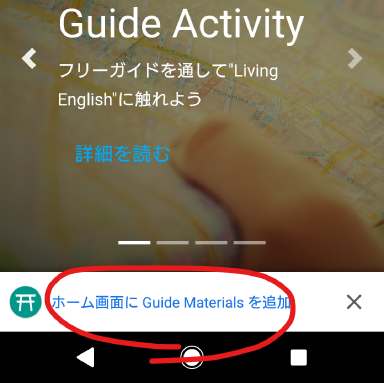 Guide Activity
フリーガイドを通して"Living
English"に触れよう
詳細を読む
ホーム画面に Guide Materials を追加